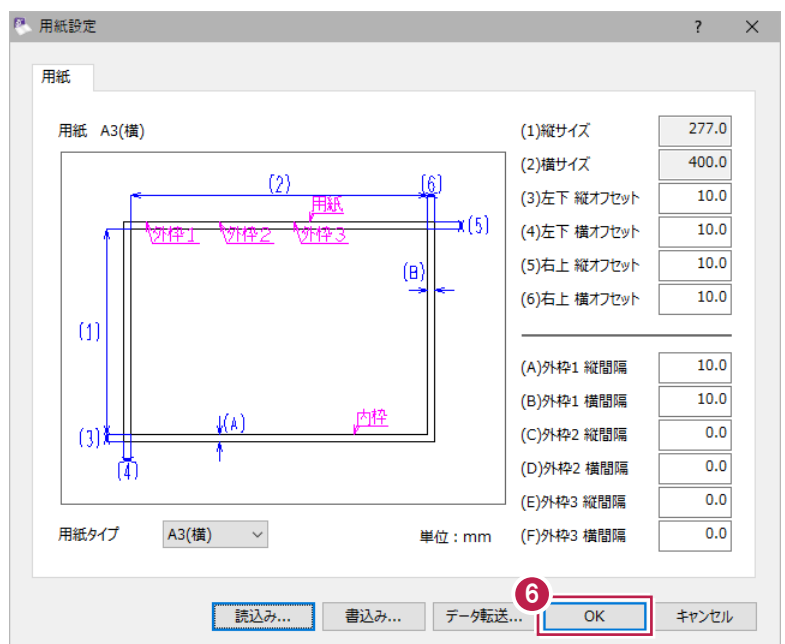 用紙設定
?
×
用紙
用紙 A3(横)
(2)
(6)
用紙
(5)
外枠1
外枠2
外枠3
(B)
(1)
(A)
内枠
(3)
(4)
用紙タイプ
A3(横)
単位：mm
(1)縦サイズ 277.0
(2)横サイズ 400.0
(3)左下 縦オフセット 10.0
(4)左下 横オフセット 10.0
(5)右上 縦オフセット 10.0
(6)右上 横オフセット 10.0
(A)外枠1 縦間隔 10.0
(B)外枠1 横間隔 10.0
(C)外枠2 縦間隔 0.0
(D)外枠2 横間隔 0.0
(E)外枠3 縦間隔 0.0
(F)外枠3 横間隔 0.0
6
読込み...
書込み...
データ転送...
OK
キャンセル